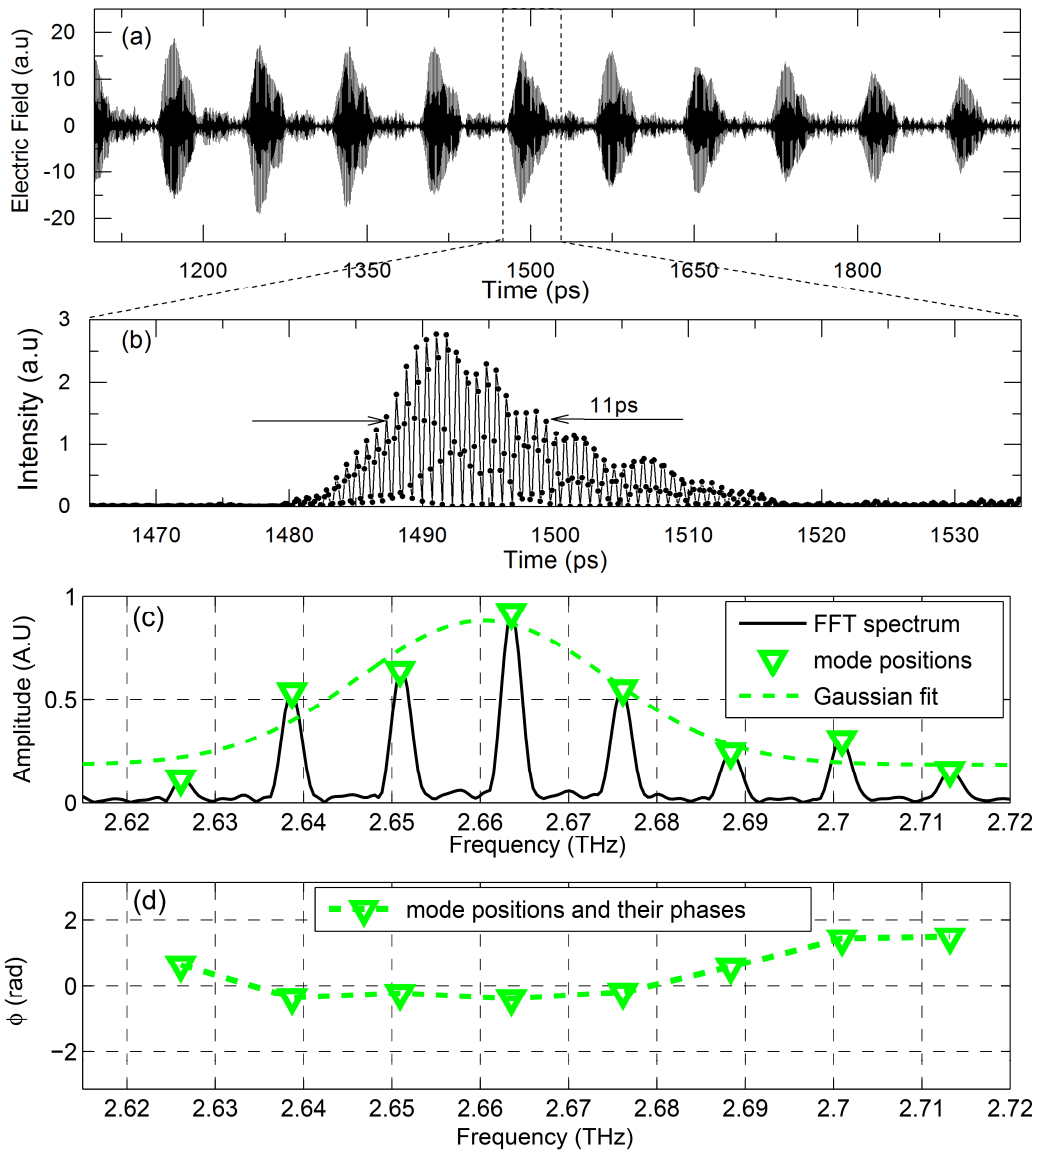 (a)
Electric Field (a.u)
20
10
0
-10
-20
1200 1350 1500 1650 1800
Time (ps)
(b)
Intensity (a.u)
3
2
1
0
11ps
1470 1480 1490 1500 1510 1520 1530
Time (ps)
(c)
Amplitude (A.U)
1
0.5
0
FFT spectrum
mode positions
Gaussian fit
2.62 2.63 2.64 2.65 2.66 2.67 2.68 2.69 2.7 2.71 2.72
Frequency (THz)
(d)
mode positions and their phases
ϕ (rad)
2
0
−2
2.62 2.63 2.64 2.65 2.66 2.67 2.68 2.69 2.7 2.71 2.72
Frequency (THz)